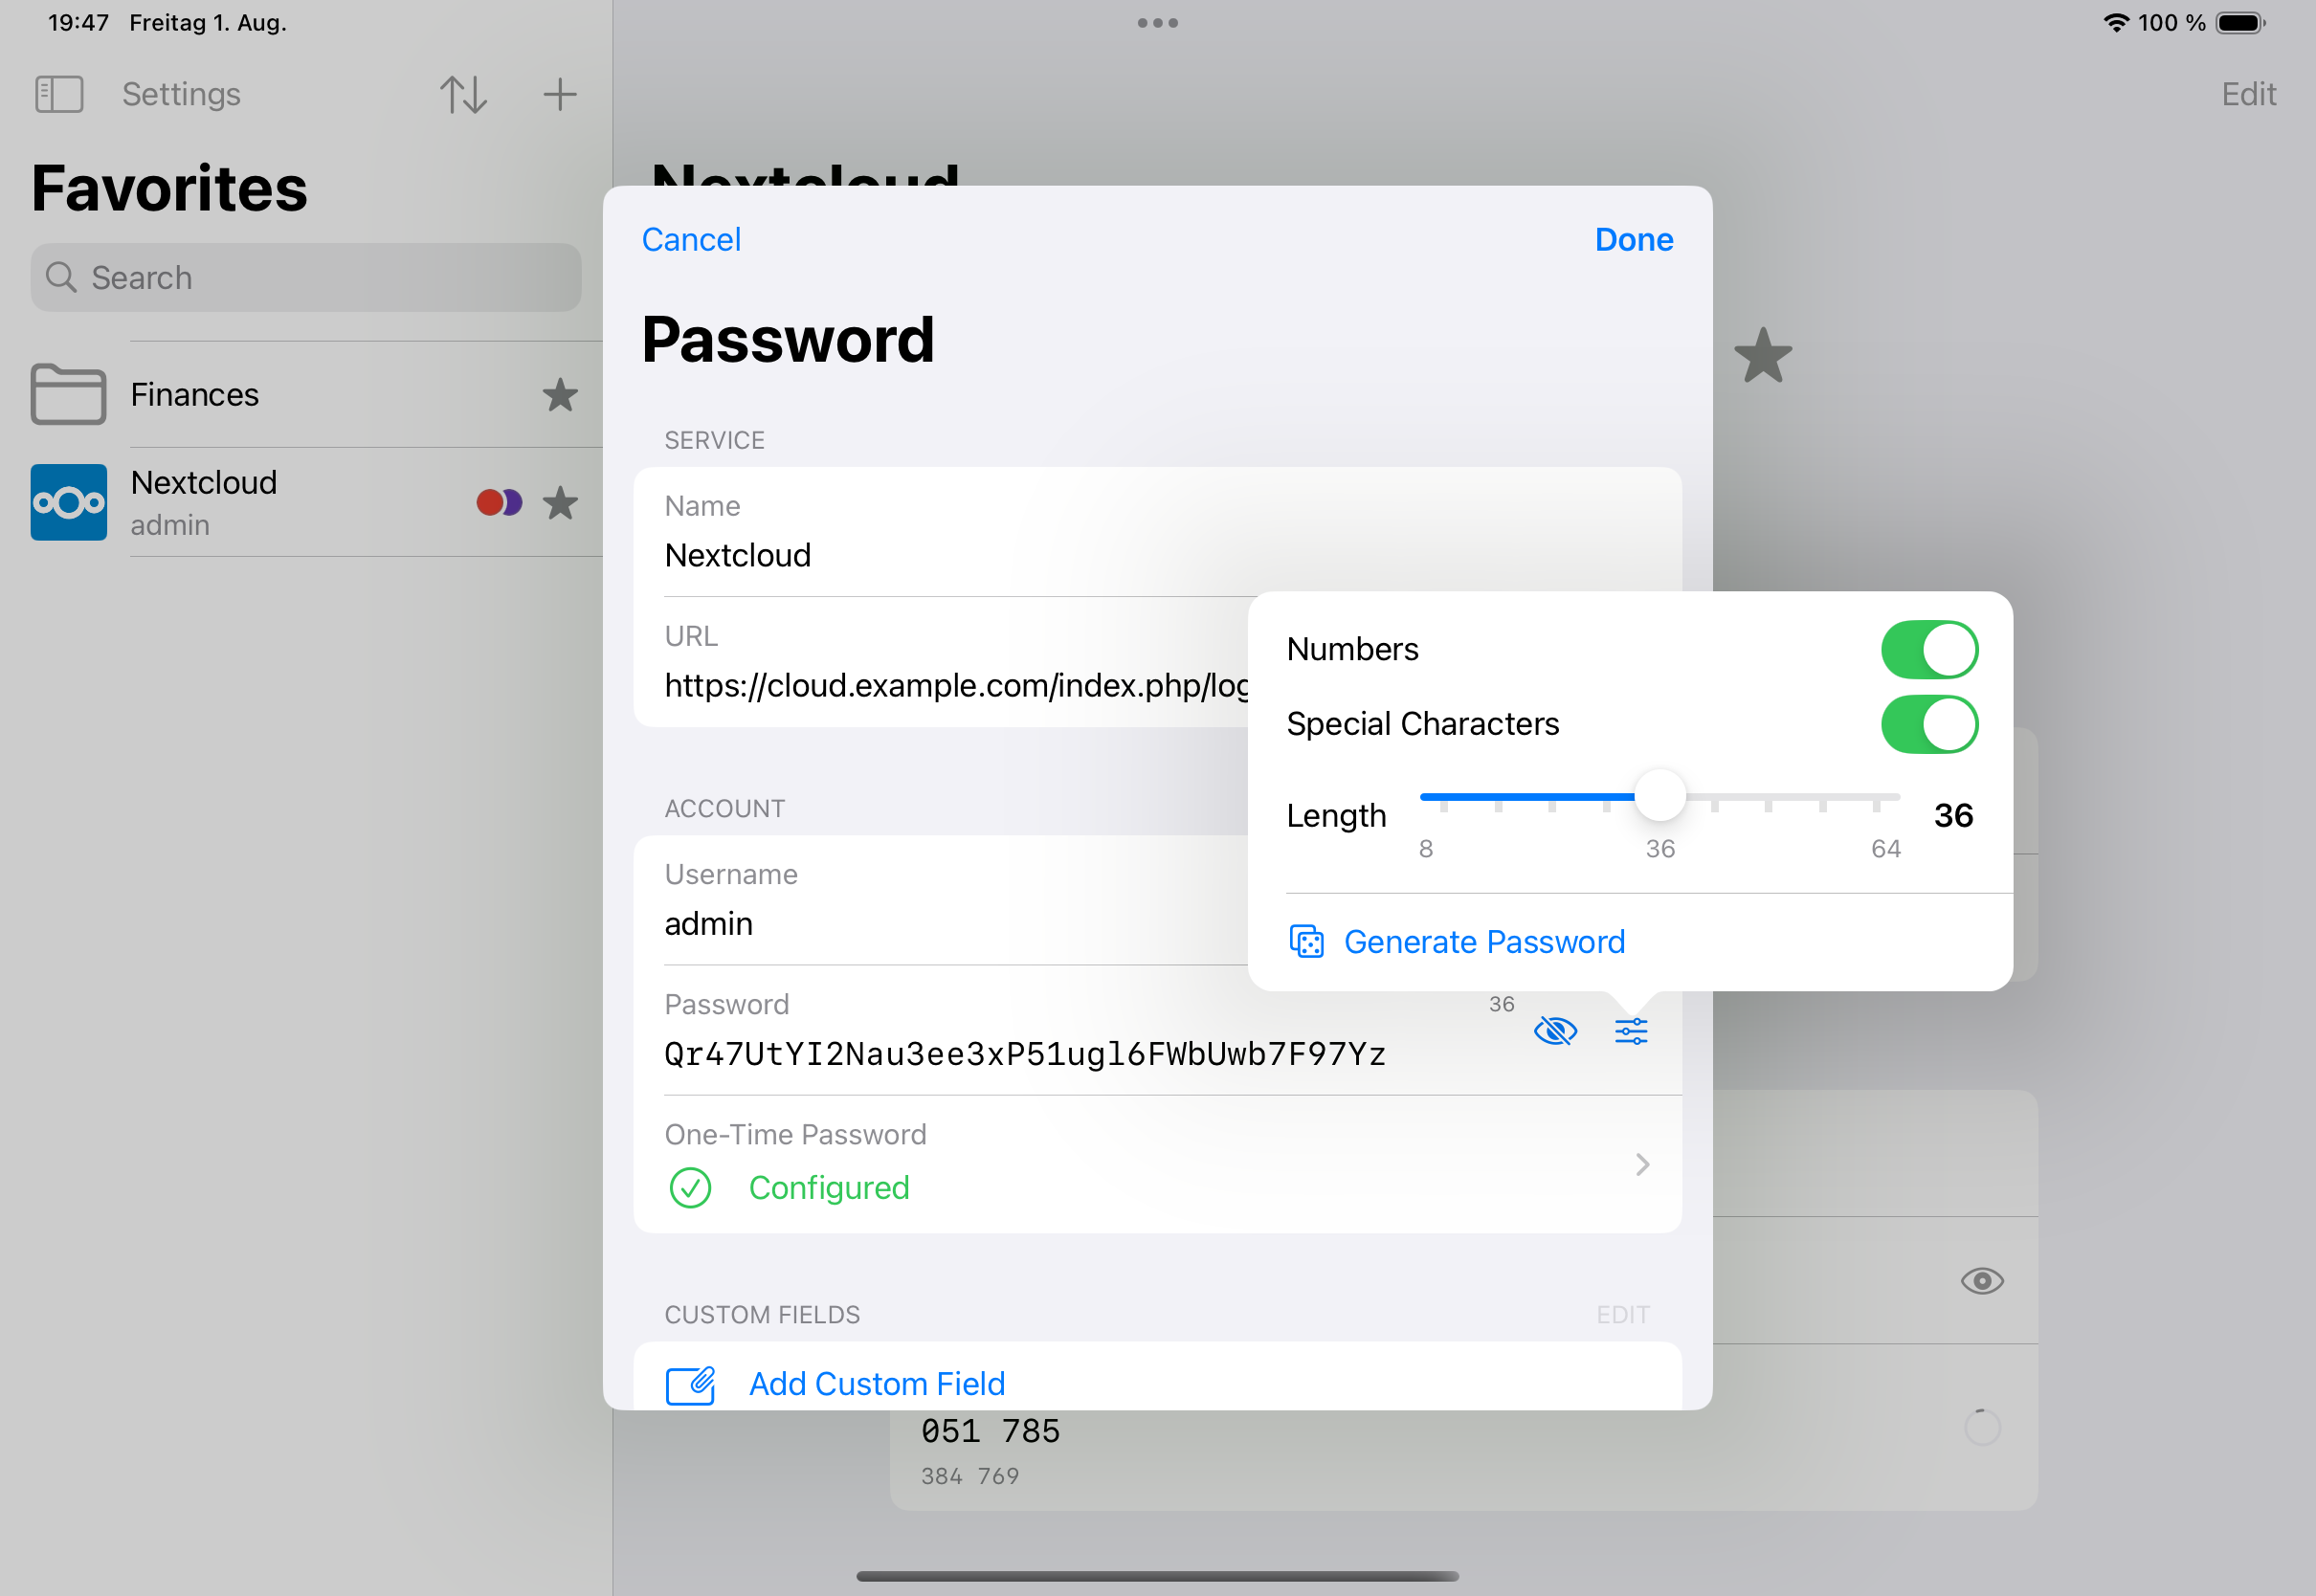 19:47 Freitag 1. Aug.
100 %
Settings
Edit
Favorites
Search
Finances
Nextcloud
admin
Nextcloud
Cancel
Done
Password
SERVICE
Name
Nextcloud
URL
https://cloud.example.com/index.php/log
Numbers
Special Characters
Length
36
8
36
64
Generate Password
ACCOUNT
Username
admin
Password
36
Qr47UtYI2Nau3ee3xP51ugl6FWbUwb7F97Yz
One-Time Password
Configured
CUSTOM FIELDS
EDIT
Add Custom Field
051 785
384 769